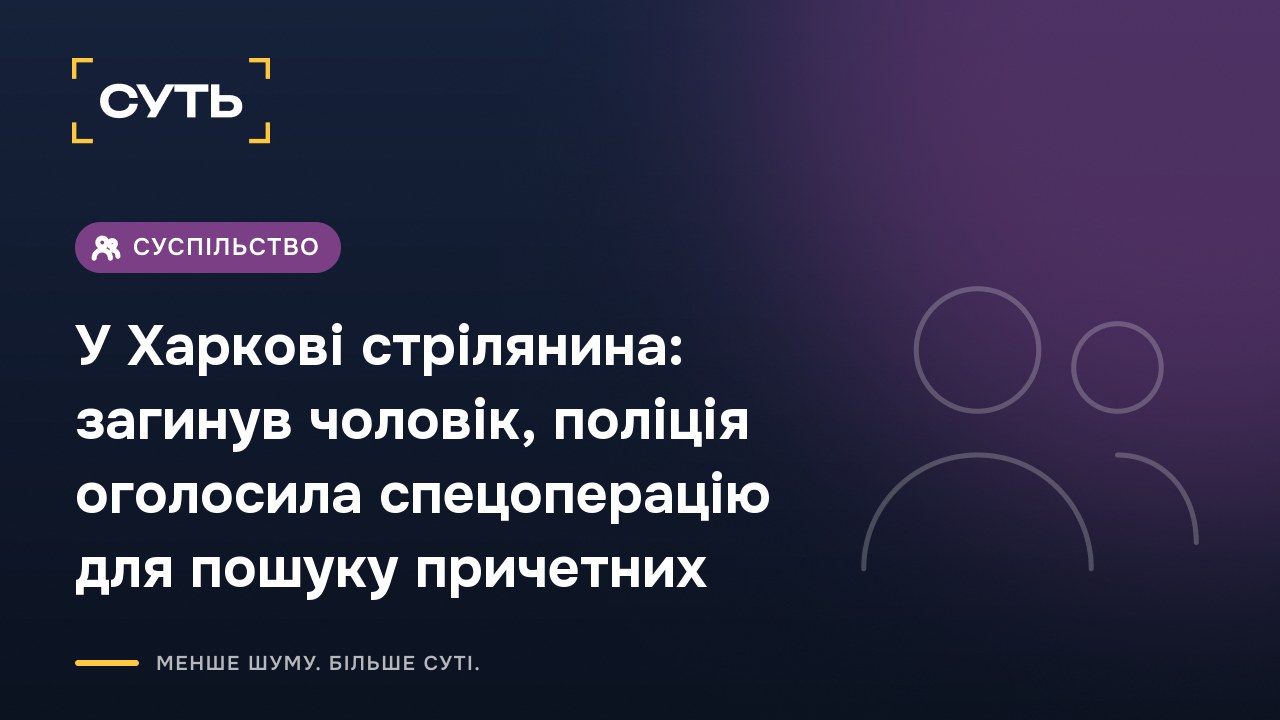 СУТЬ
СУСПІЛЬСТВО
У Харкові стрілянина:
загинув чоловік, поліція
оголосила спецоперацію
для пошуку причетних
МЕНШЕ ШУМУ. БІЛЬШЕ СУТІ.